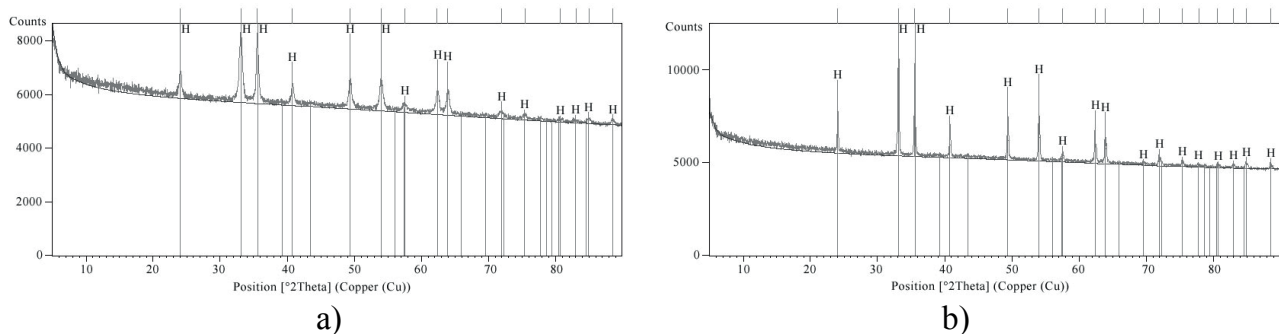 Counts
8000
6000
4000
2000
0
H H H H H H H H H H H H H H H
10 20 30 40 50 60 70 80
Position [°2Theta] (Copper (Cu))
a)
Counts
10000
5000
0
H H H H H H H H H H H H H H H H H
10 20 30 40 50 60 70 80
Position [°2Theta] (Copper (Cu))
b)